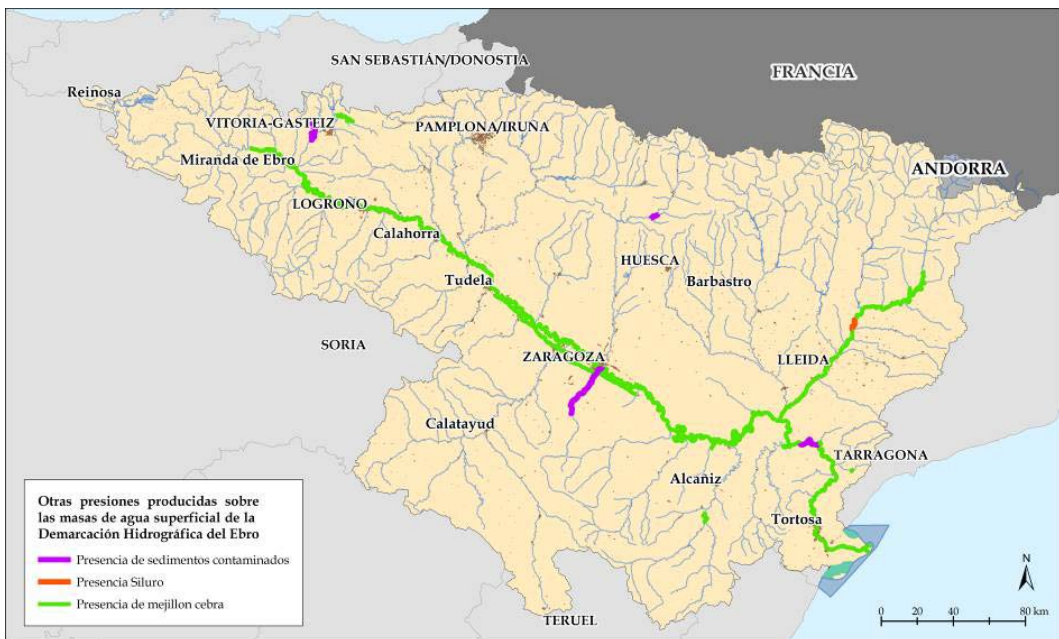 FRANCIA
SAN SEBASTIÁN/DONOSTIA
Reinosa
VITORIA-GASTEIZ
PAMPLONA/IRUÑA
Miranda de Ebro
ANDORRA
LOGROÑO
Calahorra
HUESCA
Barbastro
Tudela
SORIA
ZARAGOZA
LLEIDA
Calatayud
TARRAGONA
Alcañiz
Tortosa
TERUEL
Otras presiones producidas sobre
las masas de agua superficial de la
Demarcación Hidrográfica del Ebro
Presencia de sedimentos contaminados
Presencia Siluro
Presencia de mejillon cebra
N
0 20 40 80 km